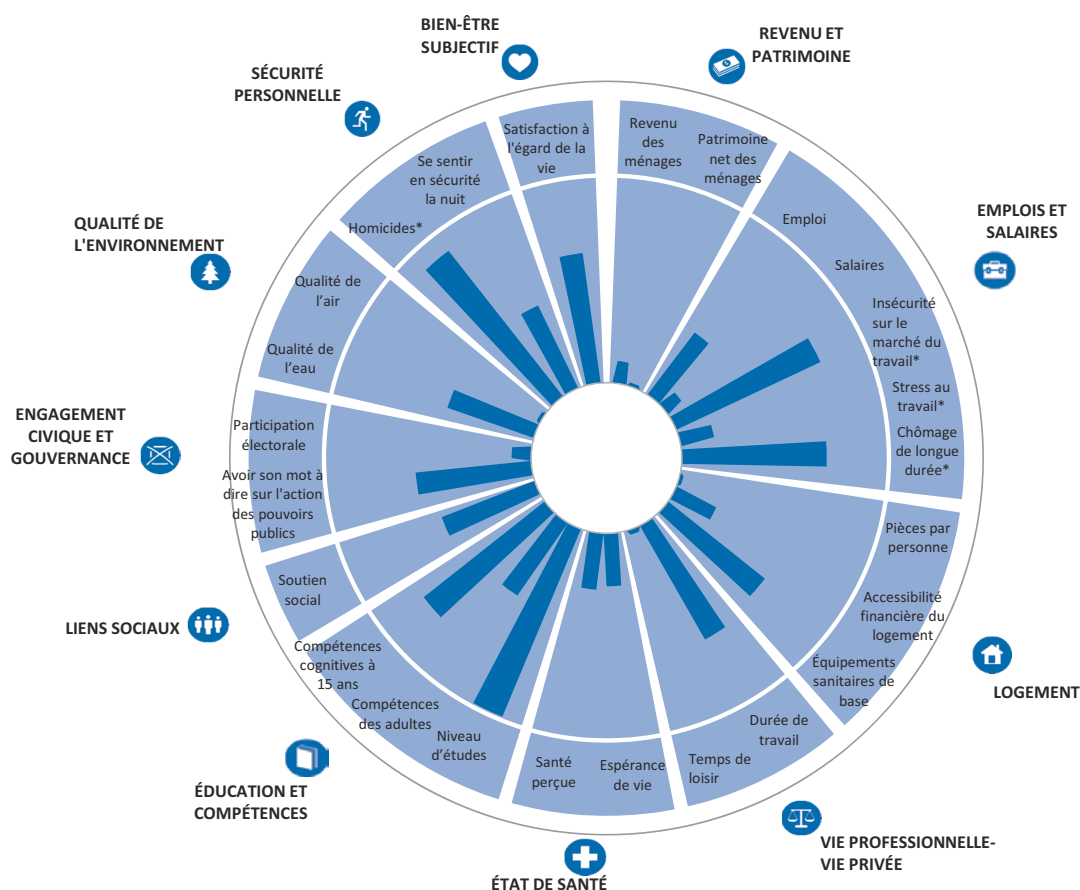 BIEN-ÊTRE
SUBJECTIF
REVENU ET
PATRIMOINE
SÉCURITÉ
PERSONNELLE
QUALITÉ DE
L'ENVIRONNEMENT
EMPLOIS ET
SALAIRES
ENGAGEMENT
CIVIQUE ET
GOUVERNANCE
LIENS SOCIAUX
LOGEMENT
ÉDUCATION ET
COMPÉTENCES
VIE PROFESSIONNELLE-
VIE PRIVÉE
ÉTAT DE SANTÉ
Satisfaction à
l'égard de la
vie
Revenu
des
ménages
Patrimoine
net des
ménages
Emploi
Salaires
Insécurité
sur le
marché du
travail*
Stress au
travail*
Chômage
de longue
durée*
Pièces par
personne
Accessibilité
financière du
logement
Équipements
sanitaires de
base
Durée de
travail
Temps de
loisir
Espérance
de vie
Santé
perçue
Niveau
d’études
Compétences
des adultes
Compétences
cognitives à
15 ans
Soutien
social
Avoir son mot à
dire sur l'action
des pouvoirs
publics
Participation
électorale
Qualité de
l’eau
Qualité de
l’air
Homicides*
Se sentir
en sécurité
la nuit